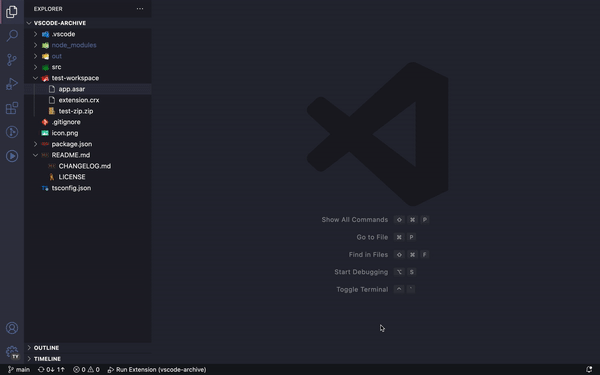 EXPLORER
VSCODE-ARCHIVE
.vscode
node_modules
out
src
test-workspace
app.asar
extension.crx
test-zip.zip
.gitignore
icon.png
package.json
README.md
CHANGELOG.md
LICENSE
tsconfig.json
Show All Commands ⇧ ⌘ P
Go to File ⌘ P
Find in Files ⇧ ⌘ F
Start Debugging ⌥ S
Toggle Terminal ⌃ `
OUTLINE
TIMELINE
TY
main 0↓ 1↑ 0 0 Run Extension (vscode-archive)